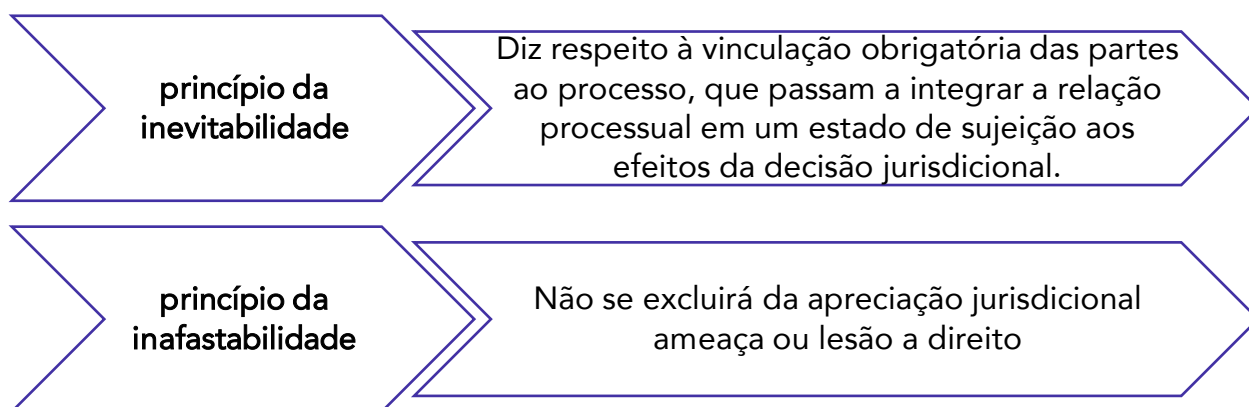 princípio da
inevitabilidade
Diz respeito à vinculação obrigatória das partes
ao processo, que passam a integrar a relação
processual em um estado de sujeição aos
efeitos da decisão jurisdicional.
princípio da
inafastabilidade
Não se excluirá da apreciação jurisdicional
ameaça ou lesão a direito